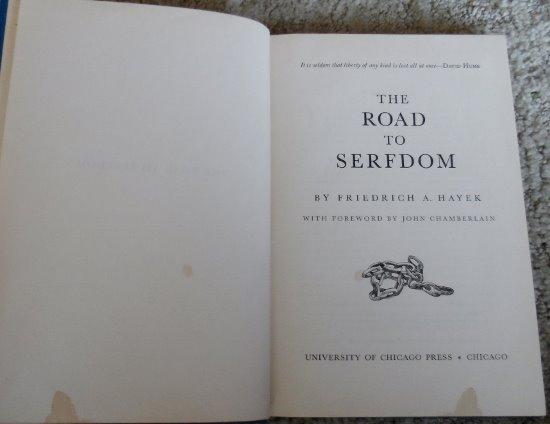 It is seldom that liberty of any kind is lost all at once—DAVID HUME
THE
ROAD
TO
SERFDOM
BY FRIEDRICH A. HAYEK
WITH FOREWORD BY JOHN CHAMBERLAIN
UNIVERSITY OF CHICAGO PRESS • CHICAGO